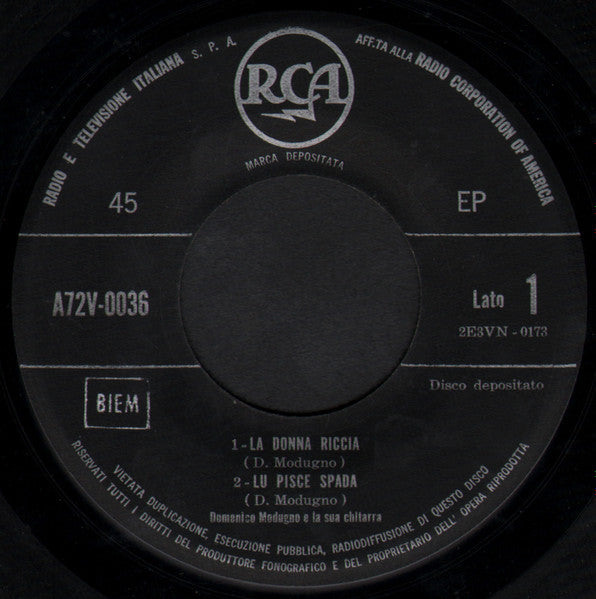 RADIO E TELEVISIONE ITALIANA S. P. A.
AFF.TA ALLA RADIO CORPORATION OF AMERICA
RCA
MARCA DEPOSITATA
45
EP
A72V-0036
Lato 1
2E3VN - 0173
Disco depositato
BIEM
1 - LA DONNA RICCIA
( D. Modugno )
2 - LU PISCE SPADA
( D. Modugno )
Domenico Modugno e la sua chitarra
VIETATA DUPLICAZIONE, ESECUZIONE PUBBLICA, RADIODIFFUSIONE DI QUESTO DISCO
RISERVATI TUTTI I DIRITTI DEL PRODUTTORE FONOGRAFICO E DEL PROPRIETARIO DELL' OPERA RIPRODOTTA